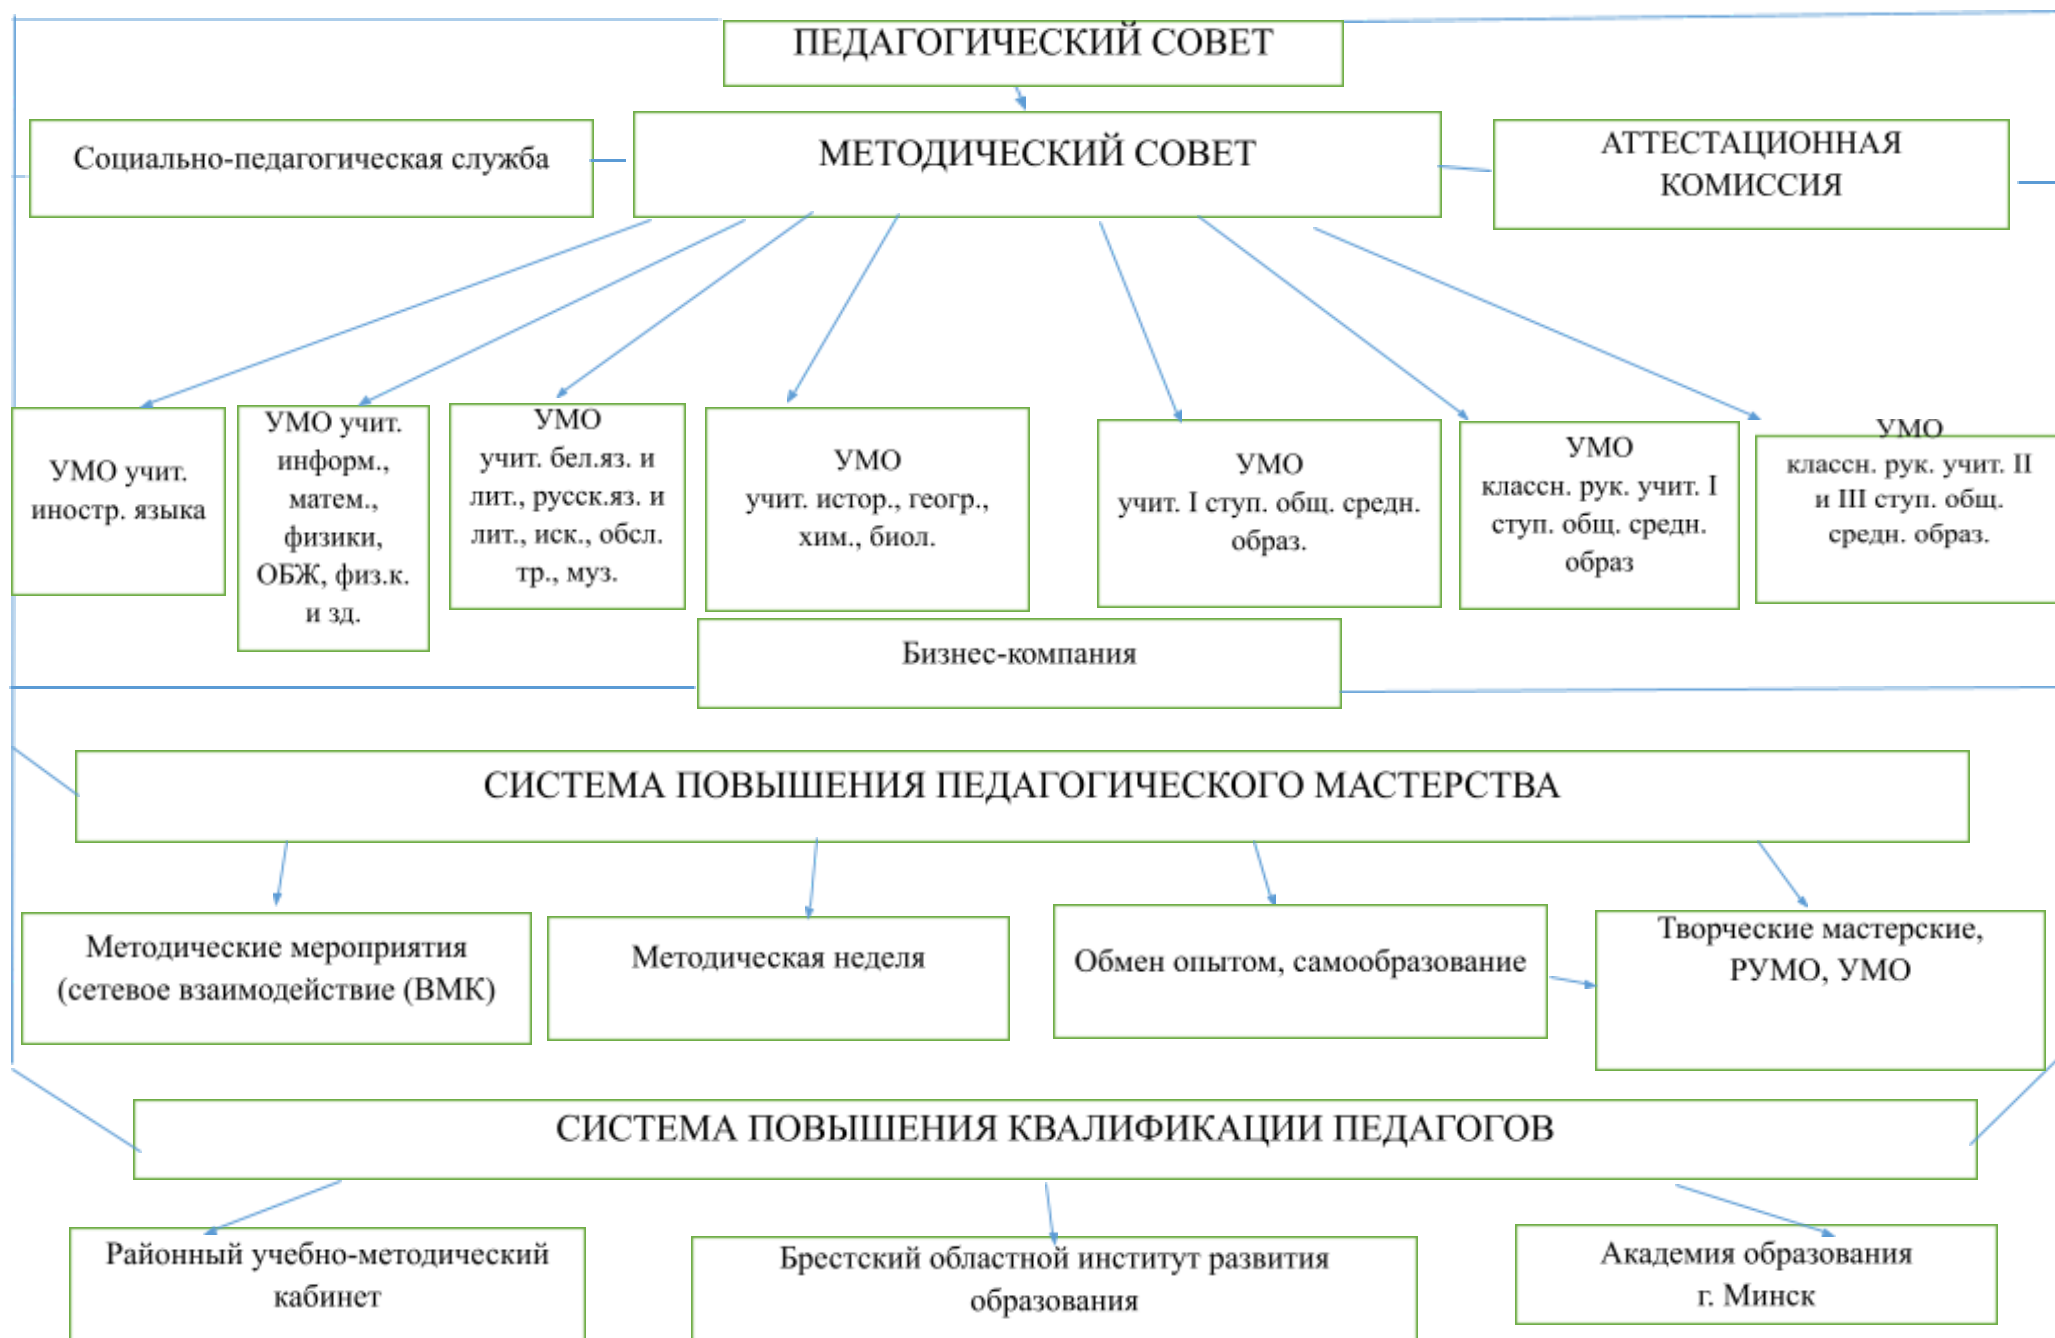 ПЕДАГОГИЧЕСКИЙ СОВЕТ
Социально-педагогическая служба
МЕТОДИЧЕСКИЙ СОВЕТ
АТТЕСТАЦИОННАЯ
КОМИССИЯ
УМО учит.
иностр. языка
УМО учит.
информ.,
матем.,
физики,
ОБЖ, физ.к.
и зд.
УМО
учит. бел.яз. и
лит., русск.яз. и
лит., иск., обсл.
тр., муз.
УМО
учит. истор., геогр.,
хим., биол.
УМО
учит. I ступ. общ. средн.
образ.
УМО
классн. рук. учит. I
ступ. общ. средн.
образ
УМО
классн. рук. учит. II
и III ступ. общ.
средн. образ.
Бизнес-компания
СИСТЕМА ПОВЫШЕНИЯ ПЕДАГОГИЧЕСКОГО МАСТЕРСТВА
Методические мероприятия
(сетевое взаимодействие (ВМК)
Методическая неделя
Обмен опытом, самообразование
Творческие мастерские,
РУМО, УМО
СИСТЕМА ПОВЫШЕНИЯ КВАЛИФИКАЦИИ ПЕДАГОГОВ
Районный учебно-методический
кабинет
Брестский областной институт развития
образования
Академия образования
г. Минск